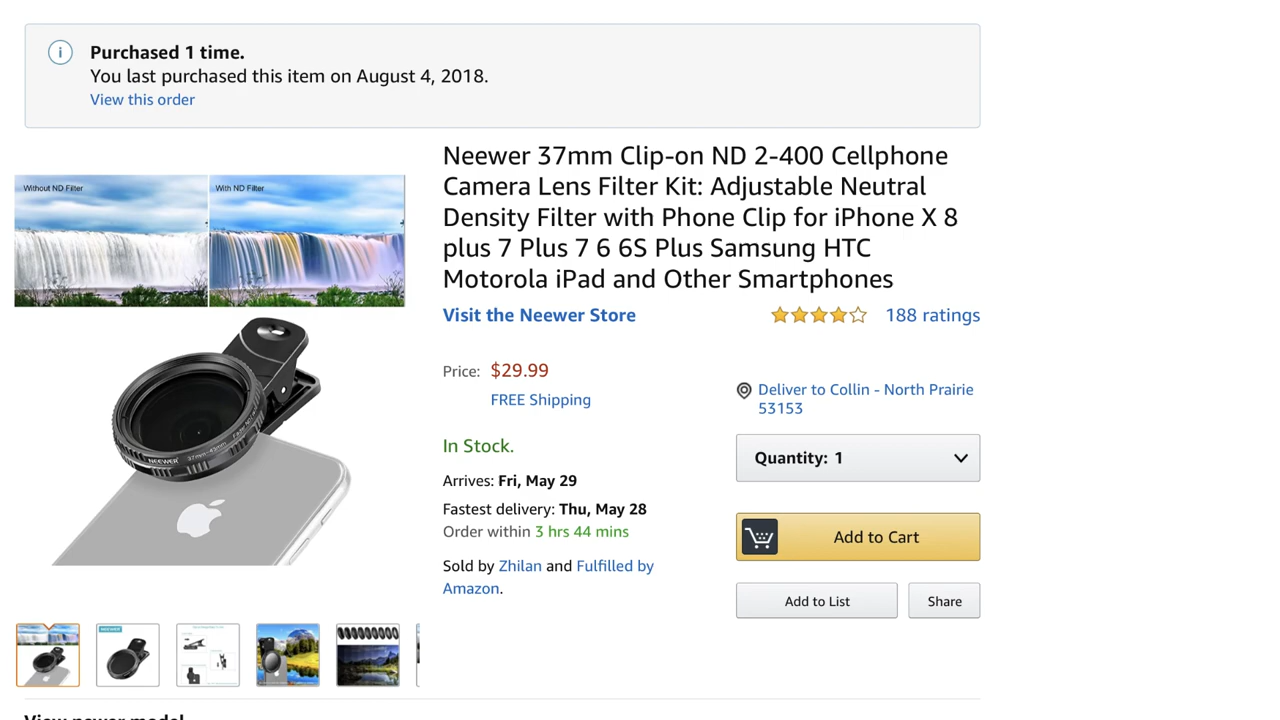 Purchased 1 time.
You last purchased this item on August 4, 2018.
View this order
Without ND Filter
With ND Filter
NEEWER 37mm
Neewer 37mm Clip-on ND 2-400 Cellphone
Camera Lens Filter Kit: Adjustable Neutral
Density Filter with Phone Clip for iPhone X 8
plus 7 Plus 7 6 6S Plus Samsung HTC
Motorola iPad and Other Smartphones
Visit the Neewer Store
188 ratings
Price: $29.99
FREE Shipping
In Stock.
Arrives: Fri, May 29
Fastest delivery: Thu, May 28
Order within 3 hrs 44 mins
Sold by Zhilan and Fulfilled by
Amazon.
Deliver to Collin - North Prairie
53153
Quantity: 1
Add to Cart
Add to List
Share
View newer model